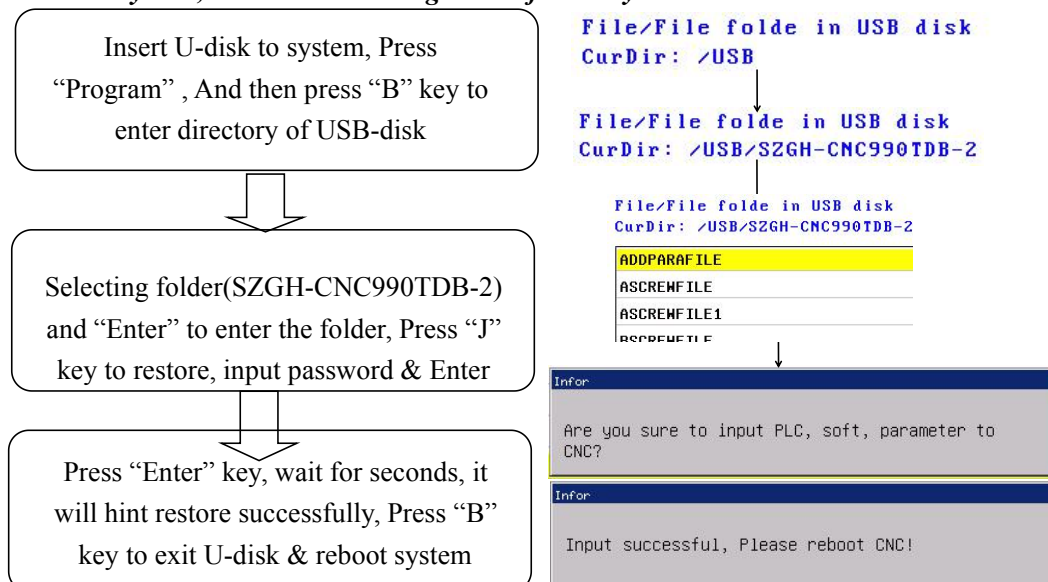 Insert U-disk to system, Press
“Program” , And then press “B” key to
enter directory of USB-disk
Selecting folder(SZGH-CNC990TDB-2)
and “Enter” to enter the folder, Press “J”
key to restore, input password & Enter
Press “Enter” key, wait for seconds, it
will hint restore successfully, Press “B”
key to exit U-disk & reboot system
File/File folde in USB disk
CurDir: /USB
File/File folde in USB disk
CurDir: /USB/SZGH-CNC990TDB-2
File/File folde in USB disk
CurDir: /USB/SZGH-CNC990TDB-2
ADDPARAFILE
ASCREWFILE
ASCREWFILE1
BSCREWFILE
Infor
Are you sure to input PLC, soft, parameter to
CNC?
Infor
Input successful, Please reboot CNC!